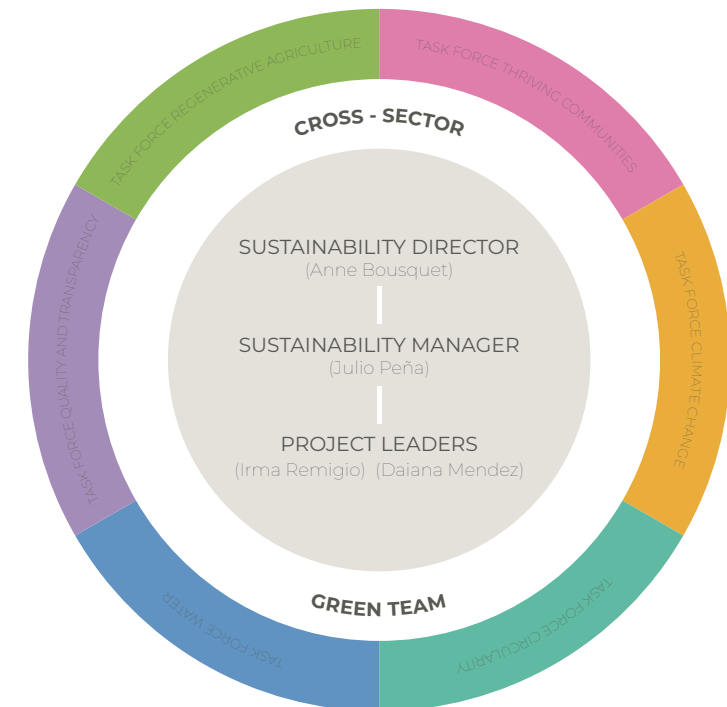 TASK FORCE REGENERATIVE AGRICULTURE
TASK FORCE THRIVING COMMUNITIES
CROSS - SECTOR
TASK FORCE QUALITY AND TRANSPARENCY
TASK FORCE CLIMATE CHANGE
SUSTAINABILITY DIRECTOR
(Anne Bousquet)
SUSTAINABILITY MANAGER
(Julio Peña)
PROJECT LEADERS
(Irma Remigio) (Daiana Mendez)
GREEN TEAM
TASK FORCE WATER
TASK FORCE CIRCULARITY